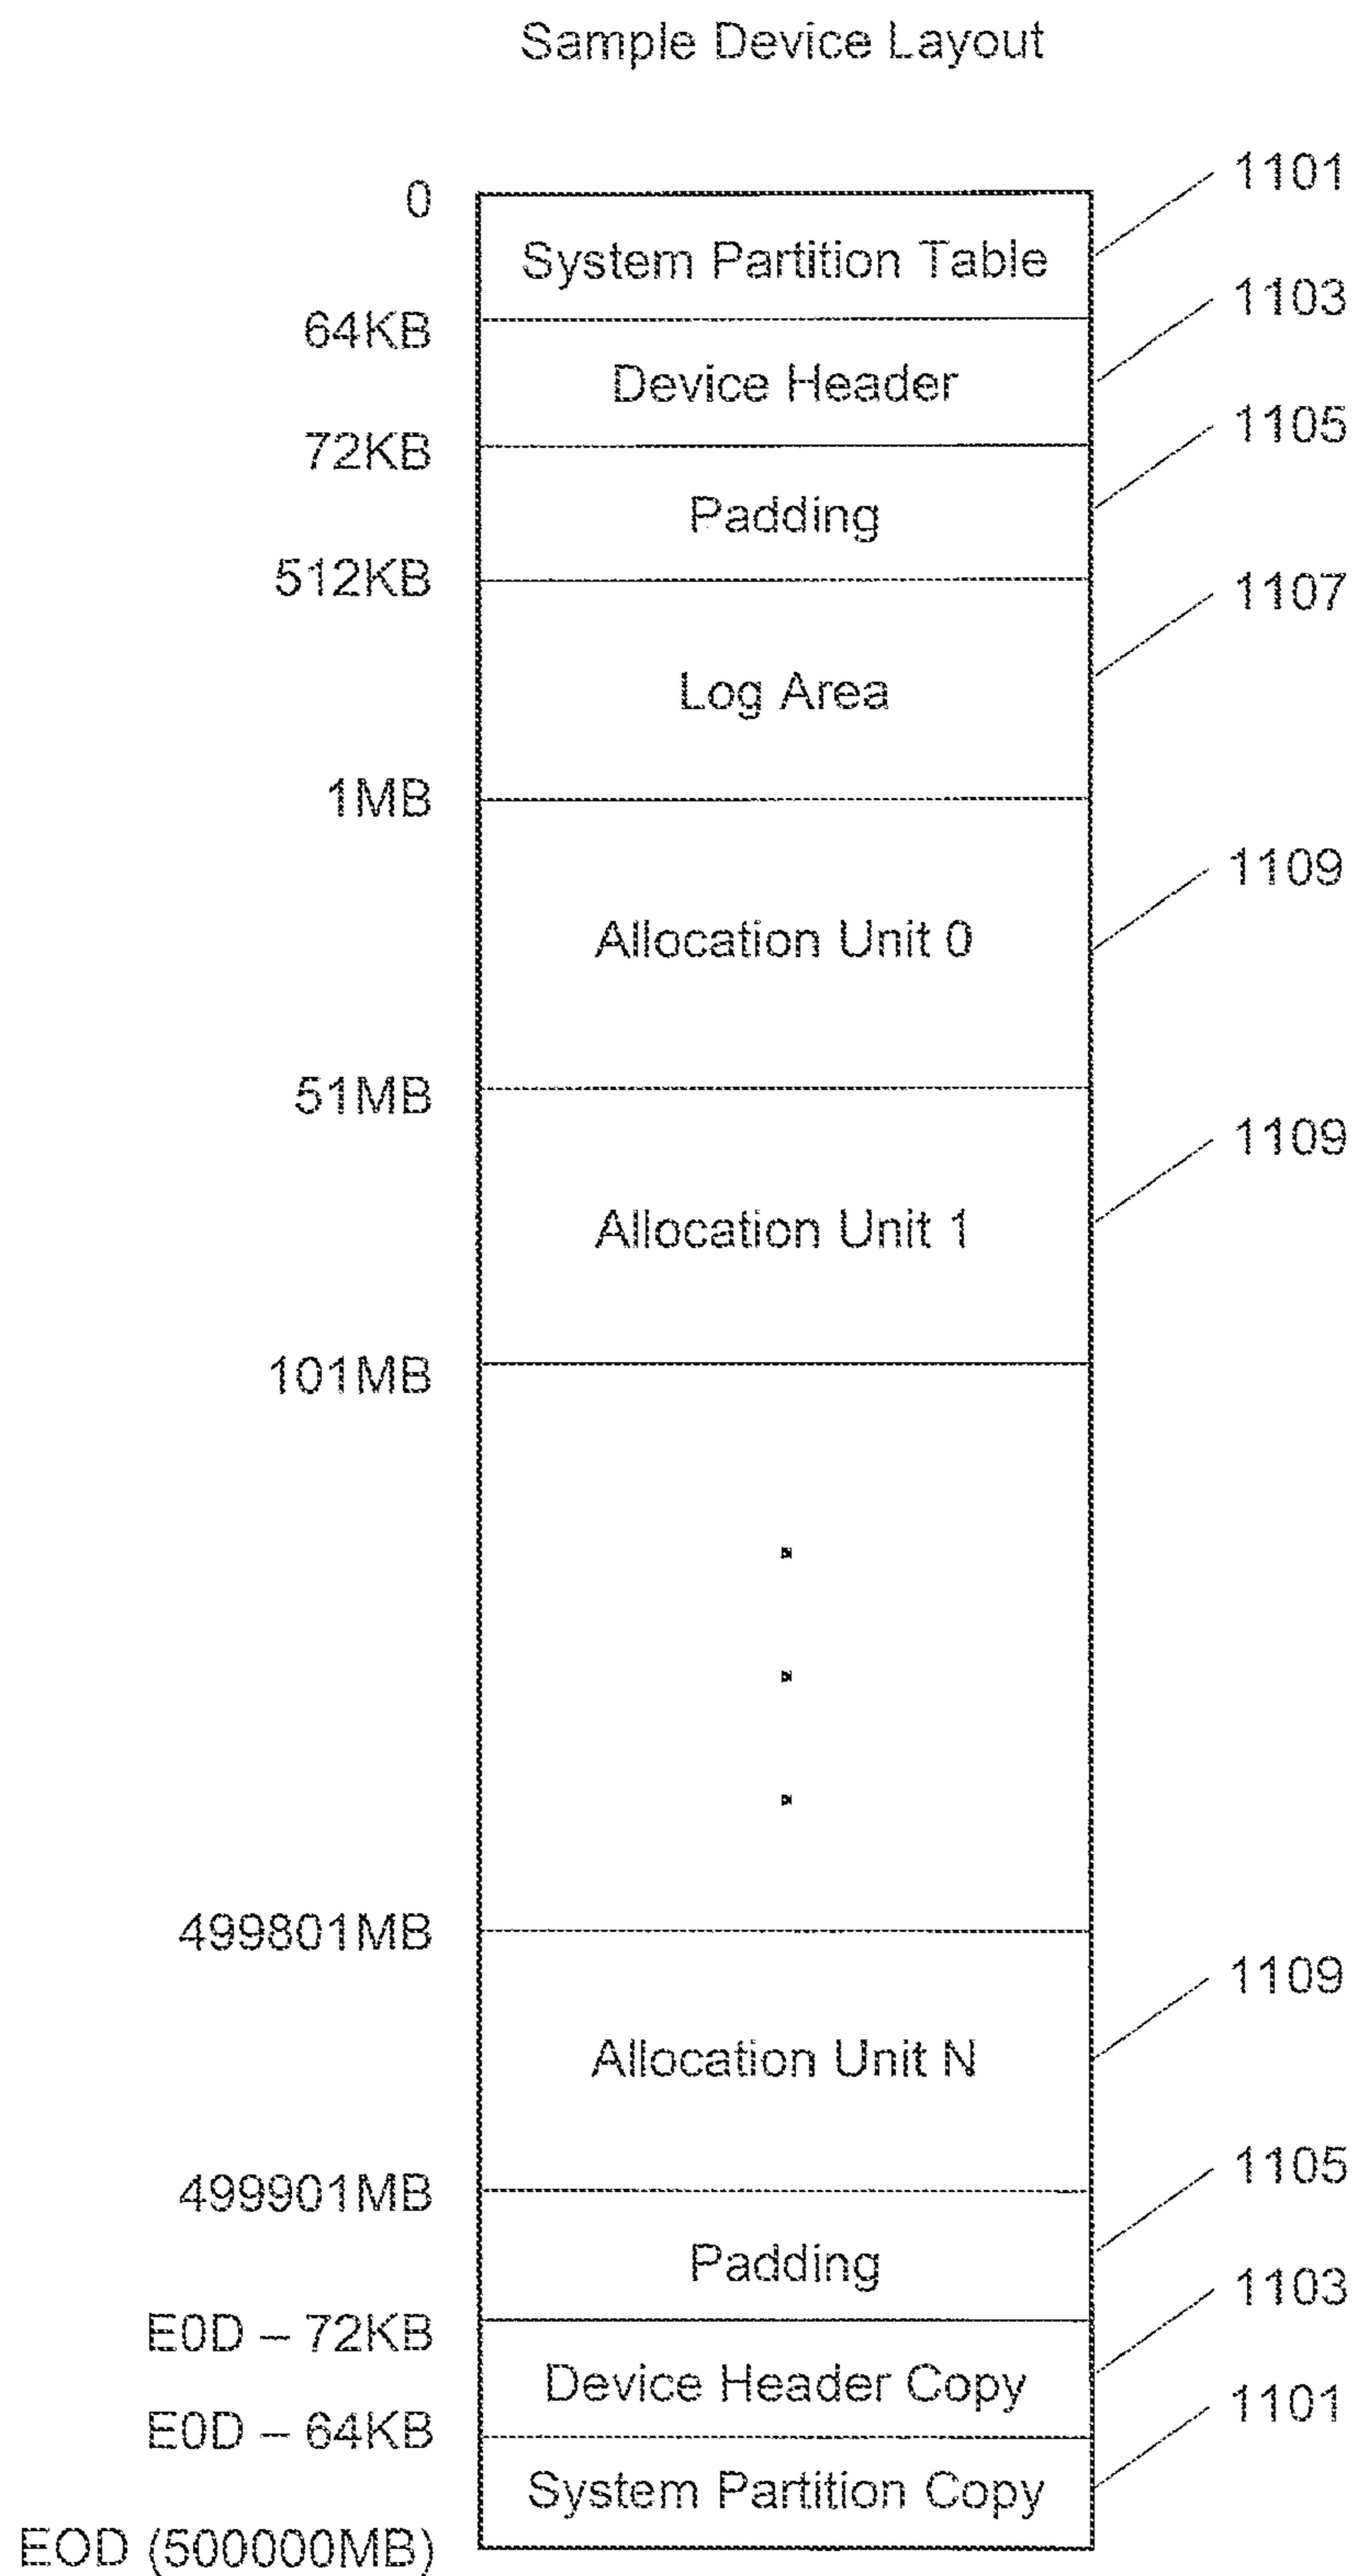 Sample Device Layout
0
System Partition Table
1101
64KB
Device Header
1103
72KB
Padding
1105
512KB
Log Area
1107
1MB
Allocation Unit 0
1109
51MB
Allocation Unit 1
1109
101MB
499801MB
Allocation Unit N
1109
499901MB
Padding
1105
E0D – 72KB
Device Header Copy
1103
E0D – 64KB
System Partition Copy
1101
EOD (500000MB)